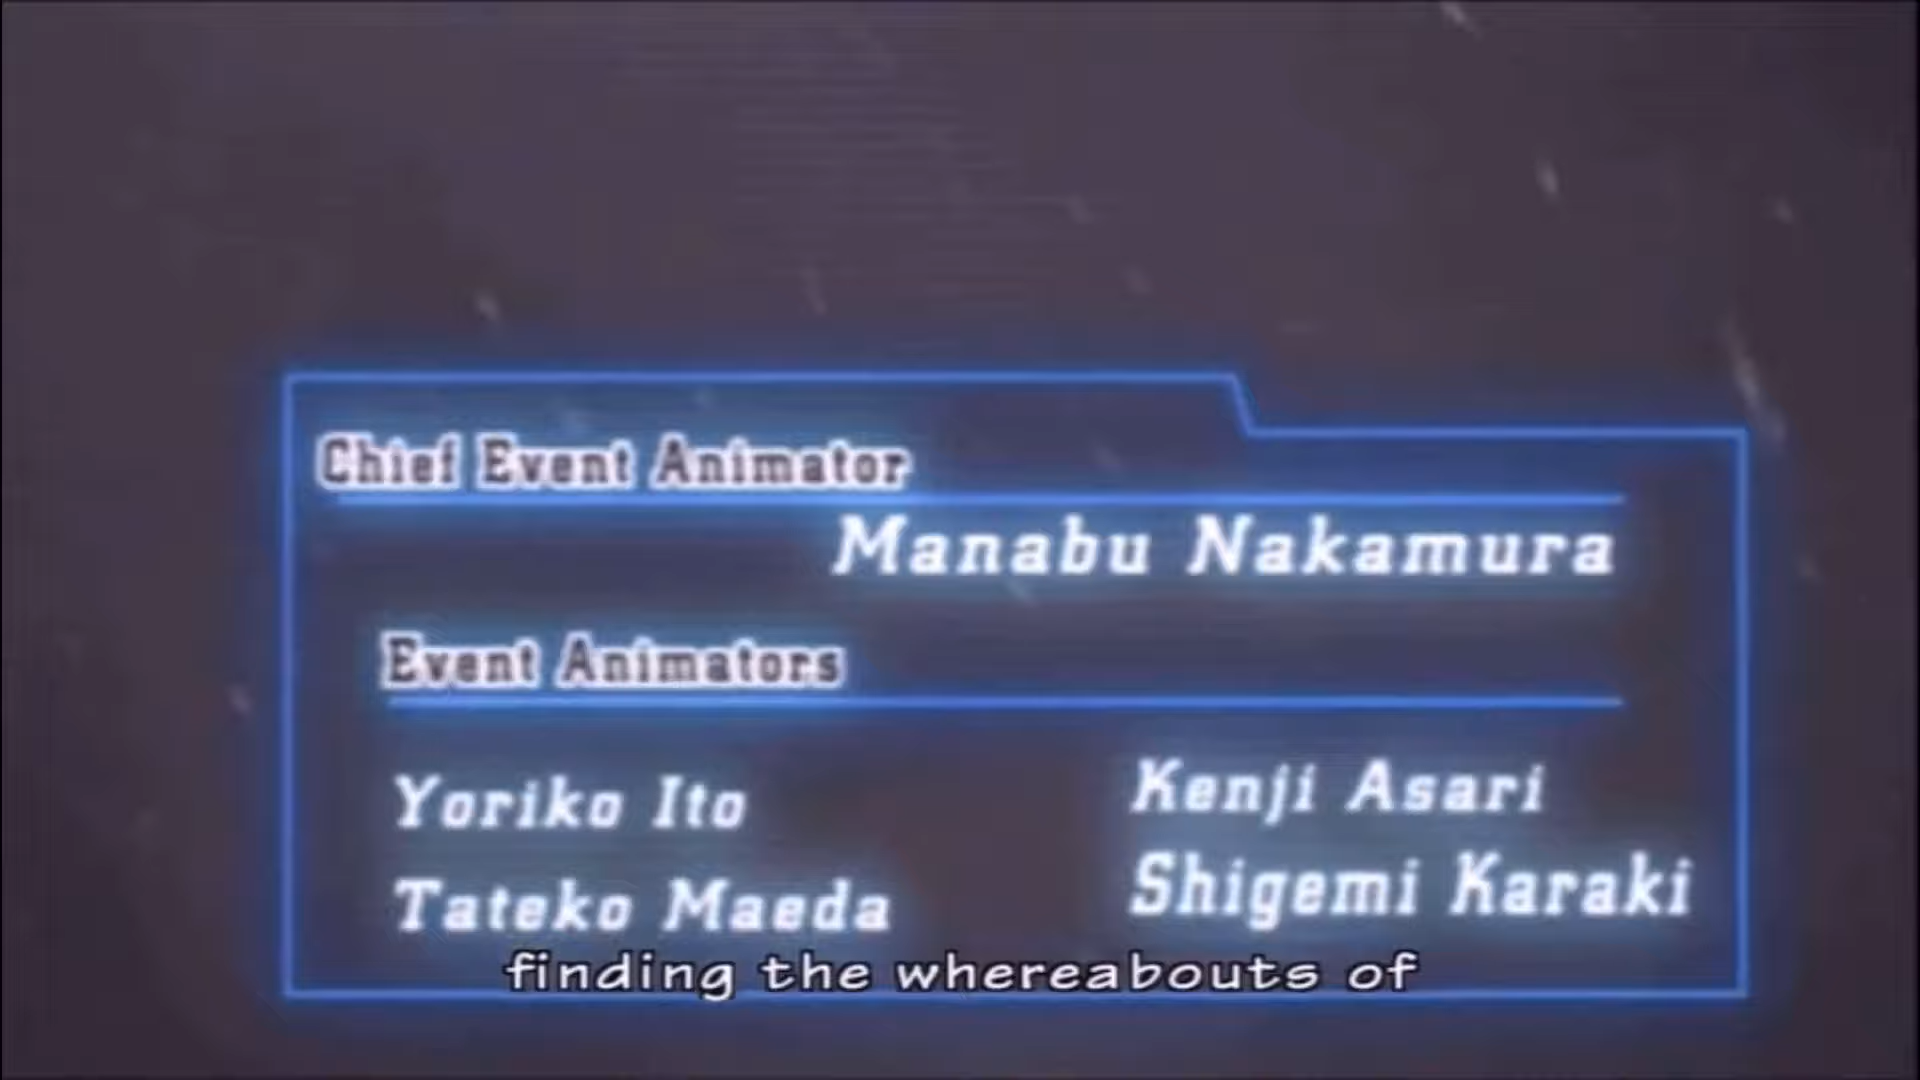 Chief Event Animator
Manabu Nakamura
Event Animators
Yoriko Ito
Kenji Asari
Tateko Maeda
Shigemi Karaki
finding the whereabouts of